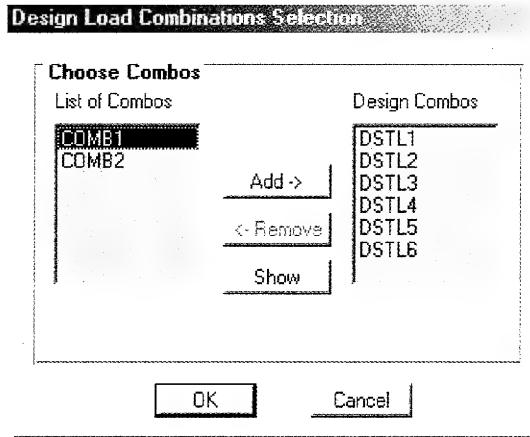 Design Load Combinations Selection
Choose Combos
List of Combos
COMB1
COMB2
Add ->
<- Remove
Show
Design Combos
DSTL1
DSTL2
DSTL3
DSTL4
DSTL5
DSTL6
OK
Cancel